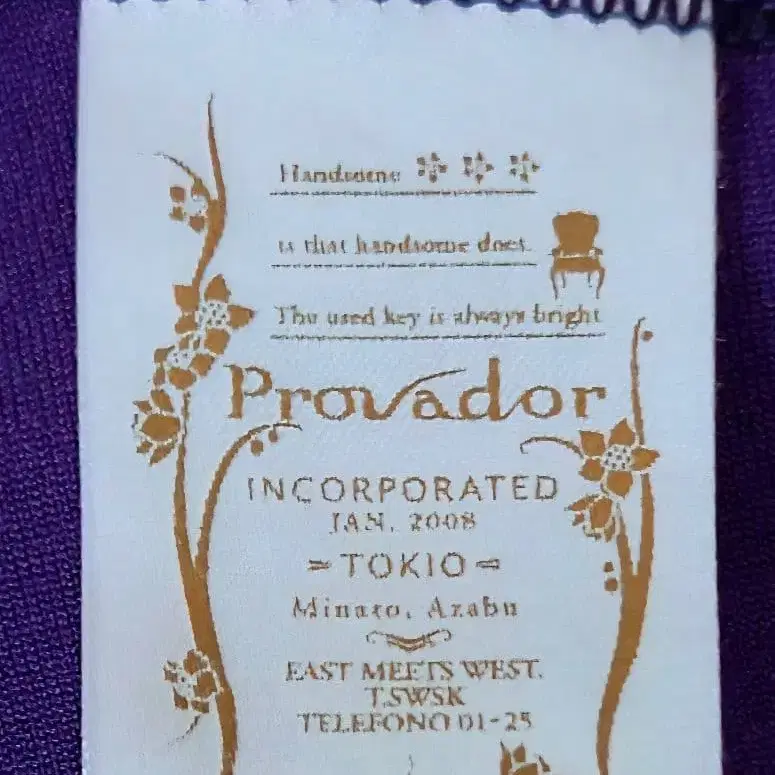 Handsome
is that handsome does.
The used key is always bright
Provador
INCORPORATED
JAN. 2008
TOKIO
Minato, Azabu
EAST MEETS WEST.
T.SWSK
TELEFONO 01-25